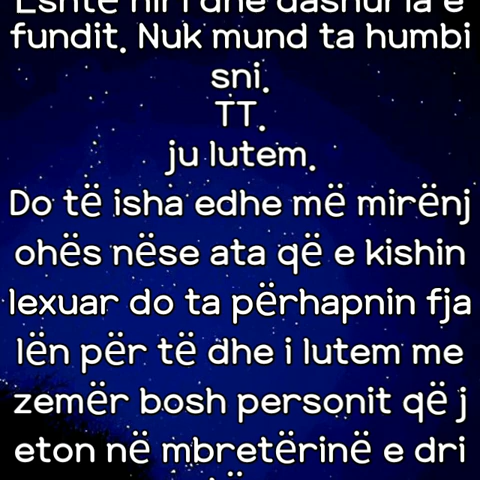 Është hiri dhe dashuria e
fundit. Nuk mund ta humbi
sni.
TT.
ju lutem.
Do të isha edhe më mirënj
ohës nëse ata që e kishin
lexuar do ta përhapnin fja
lën për të dhe i lutem me
zemër bosh personit që j
eton në mbretërinë e dri